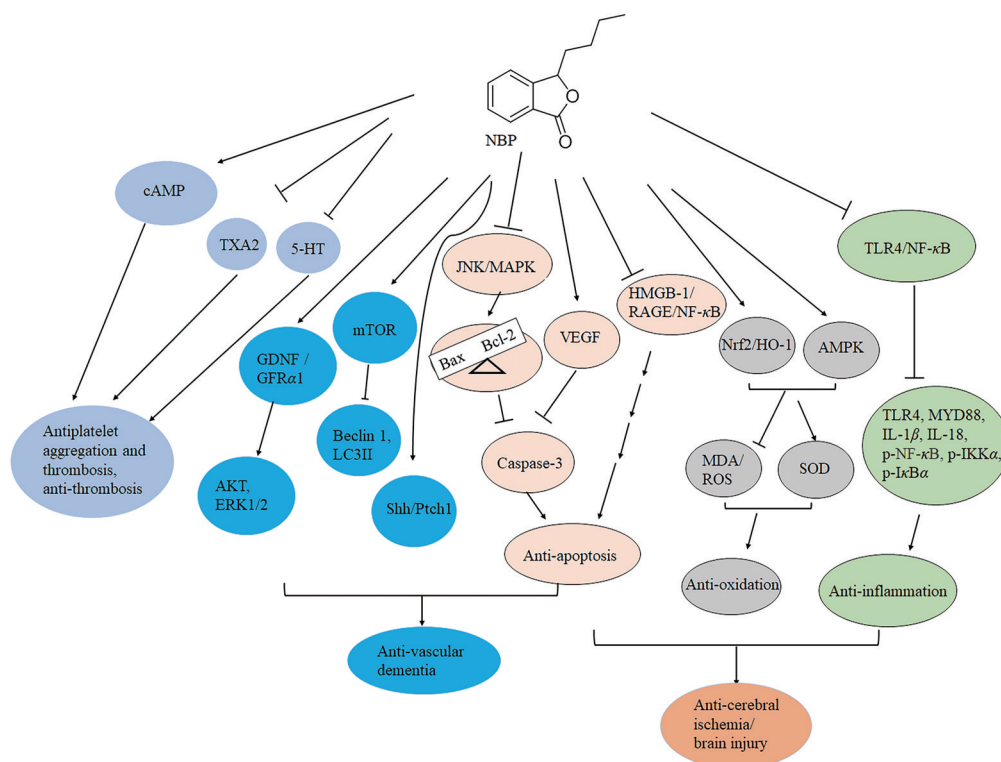 O
O
NBP
cAMP
TXA2
5-HT
JNK/MAPK
TLR4/NF-κB
HMGB-1/
RAGE/NF-κB
mTOR
Bax Bcl-2
VEGF
Nrf2/HO-1
AMPK
GDNF /
GFRα1
Antiplatelet
aggregation and
thrombosis,
anti-thrombosis
Beclin 1,
LC3II
TLR4, MYD88,
IL-1β, IL-18,
p-NF-κB, p-IKKα,
p-IκBα
Caspase-3
MDA/
ROS
SOD
AKT,
ERK1/2
Shh/Ptch1
Anti-apoptosis
Anti-oxidation
Anti-inflammation
Anti-vascular
dementia
Anti-cerebral
ischemia/
brain injury